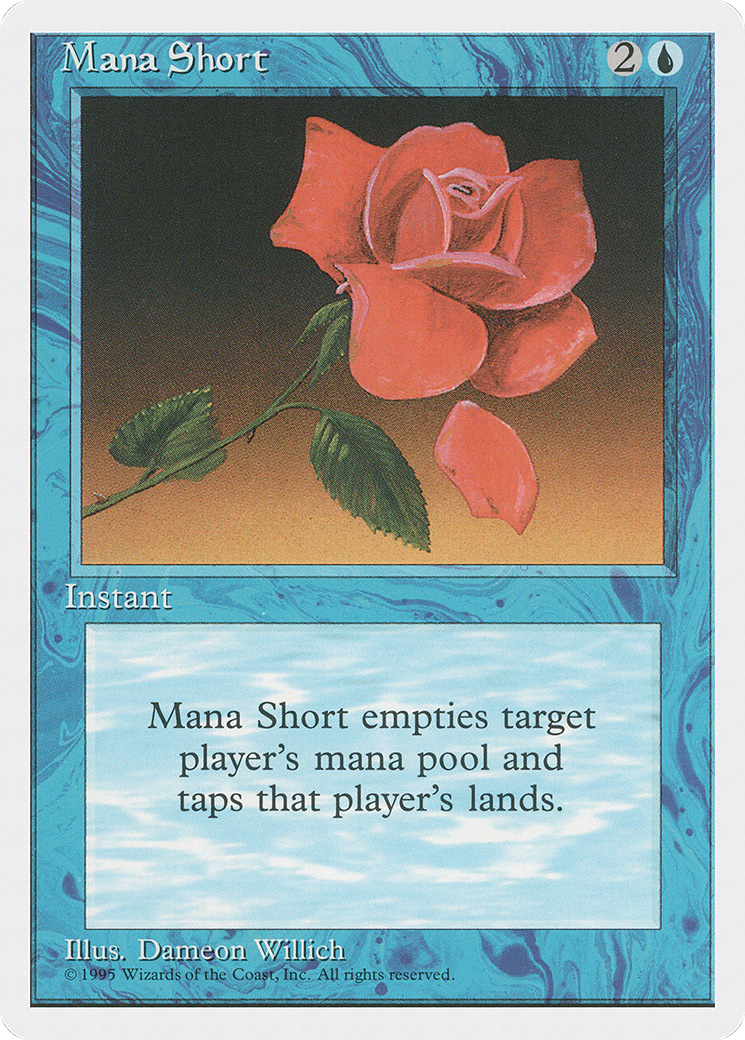 Mana Short 2
Instant
Mana Short empties target
player's mana pool and
taps that player's lands.
Illus. Dameon Willich
© 1995 Wizards of the Coast, Inc. All rights reserved.